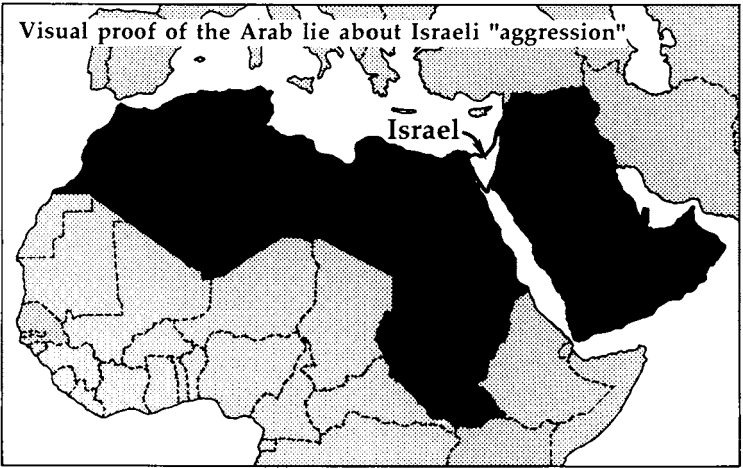 Visual proof of the Arab lie about Israeli "aggression"
Israel